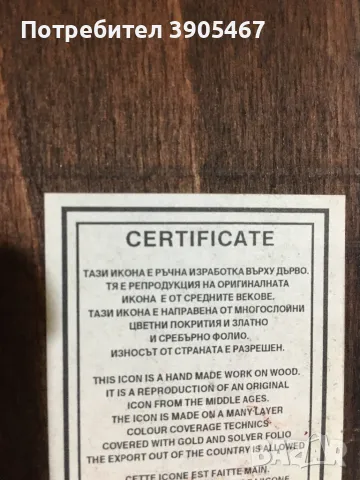 Потребител 3905467
CERTIFICATE
ТАЗИ ИКОНА Е РЪЧНА ИЗРАБОТКА ВЪРХУ ДЪРВО.
ТЯ Е РЕПРОДУКЦИЯ НА ОРИГИНАЛНАТА
ИКОНА Е ОТ СРЕДНИТЕ ВЕКОВЕ.
ТАЗИ ИКОНА Е НАПРАВЕНА ОТ МНОГОСЛОЙНИ
ЦВЕТНИ ПОКРИТИЯ И ЗЛАТНО
И СРЕБЪРНО ФОЛИО.
ИЗНОСЪТ ОТ СТРАНАТА Е РАЗРЕШЕН.
THIS ICON IS A HAND MADE WORK ON WOOD.
IT IS A REPRODUCTION OF AN ORIGINAL
ICON FROM THE MIDDLE AGES.
THE ICON IS MADE ON A MANY-LAYER
COLOUR COVERAGE TECHNICS
COVERED WITH GOLD AND SOLVER FOLIO
THE EXPORT OUT OF THE COUNTRY IS ALLOWED
CETTE ICONE EST FAITTE MAIN.